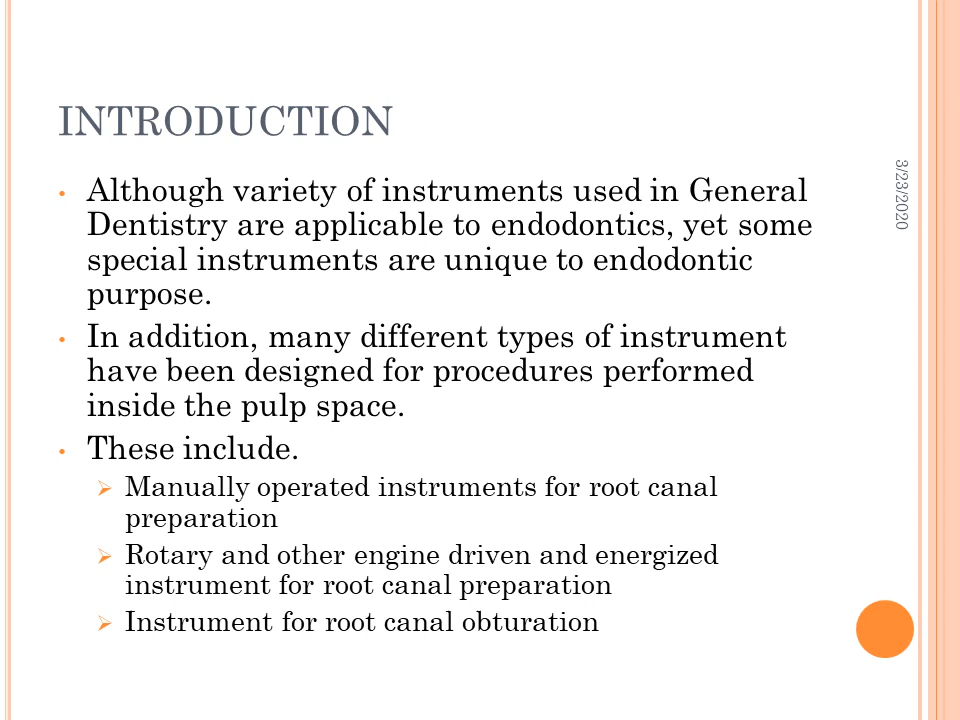 INTRODUCTION
• Although variety of instruments used in General
Dentistry are applicable to endodontics, yet some
special instruments are unique to endodontic
purpose.
• In addition, many different types of instrument
have been designed for procedures performed
inside the pulp space.
• These include.
➢ Manually operated instruments for root canal
preparation
➢ Rotary and other engine driven and energized
instrument for root canal preparation
➢ Instrument for root canal obturation
3/23/2020